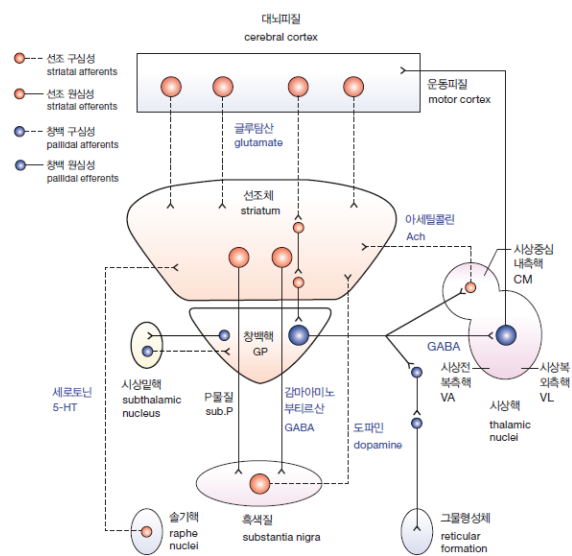 대뇌피질
cerebral cortex
선조 구심성
striatal afferents
선조 원심성
striatal efferents
창백 구심성
pallidal afferents
창백 원심성
pallidal efferents
운동피질
motor cortex
글루탐산
glutamate
선조체
striatum
아세틸콜린
Ach
시상중심
내측핵
CM
창백핵
GP
GABA
시상밑핵
subthalamic
nucleus
세로토닌
5-HT
P물질
sub.P
감마아미노
부티르산
GABA
도파민
dopamine
시상전
복측핵
VA
시상복
외측핵
VL
시상핵
thalamic
nuclei
솔기핵
raphe
nuclei
흑색질
substantia nigra
그물형성체
reticular
formation